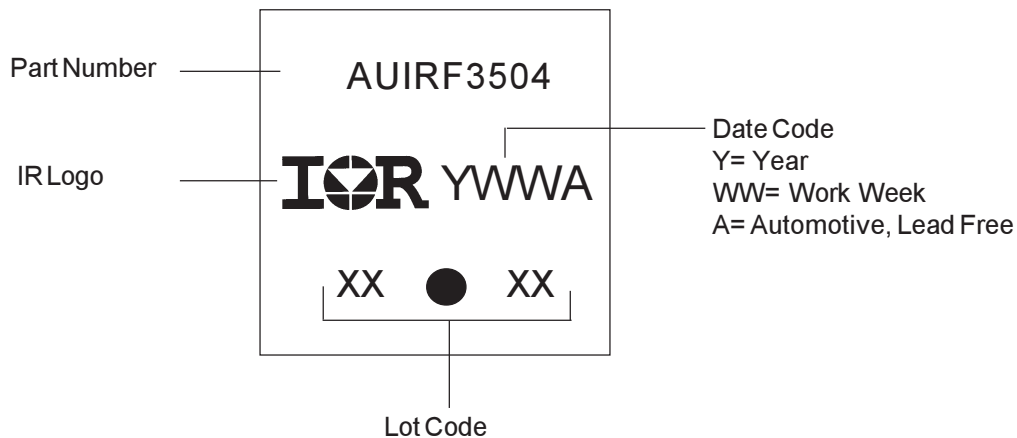 Part Number
AUIRF3504
IR Logo
IOR YWWA
Date Code
Y= Year
WW= Work Week
A= Automotive, Lead Free
XX XX
Lot Code